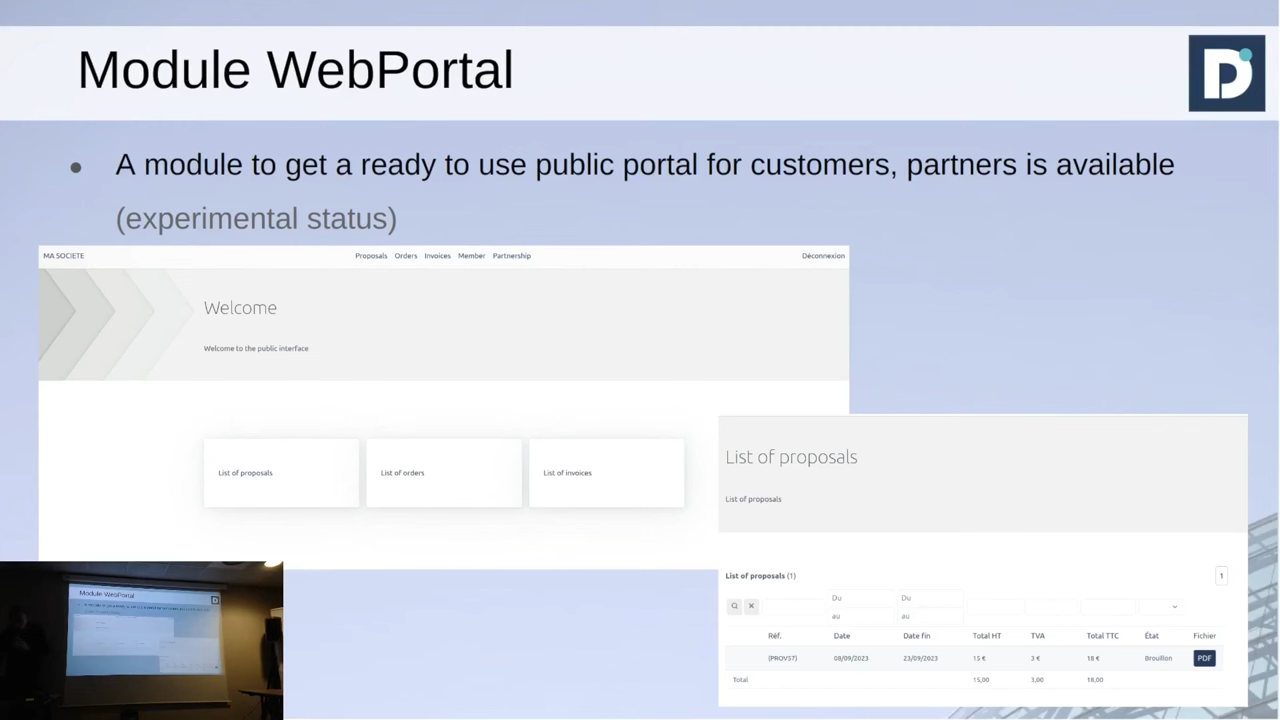 Module WebPortal
D
A module to get a ready to use public portal for customers, partners is available
(experimental status)
MA SOCIETE Proposals Orders Invoices Member Partnership Déconnexion
Welcome
Welcome to the public interface
List of proposals List of orders List of invoices
List of proposals
List of proposals
List of proposals (1) 1
Du Du
au au
Réf. Date Date fin Total HT TVA Total TTC État Fichier
(PROV57) 08/09/2023 23/09/2023 15 € 3 € 18 € Brouillon PDF
Total 15,00 3,00 18,00
Module WebPortal